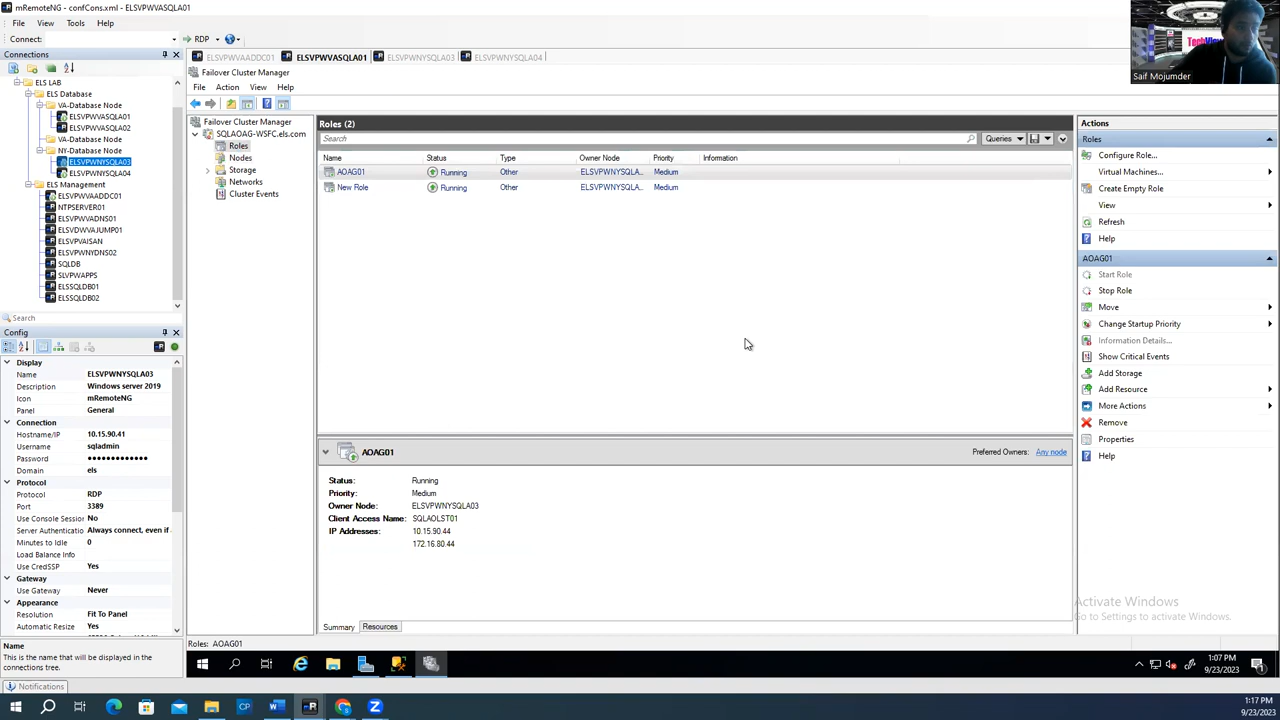 mRemoteNG - confCons.xml - ELSVPWVASQLA01
File View Tools Help
Connect: RDP
Connections
ELSVPWVAADDC01 ELSVPWVASQLA01 ELSVPWNYSQLA03 ELSVPWNYSQLA04
ELS LAB
ELS Database
VA-Database Node
ELSVPWVASQLA01
ELSVPWVASQLA02
VA-Database Node
NY-Database Node
ELSVPWNYSQLA03
ELSVPWNYSQLA04
ELS Management
ELSVPWVAADDC01
NTPSERVER01
ELSVPWVADNS01
ELSVDWVAJUMP01
ELSVPVAISAN
ELSVPWNYDNS02
SQLDB
SLVPWAPPS
ELSSQLDB01
ELSSQLDB02
Search
Config
Display
Name ELSVPWNYSQLA03
Description Windows server 2019
Icon mRemoteNG
Panel General
Connection
Hostname/IP 10.15.90.41
Username sqladmin
Password ●●●●●●●●●●●●●
Domain els
Protocol
Protocol RDP
Port 3389
Use Console Session No
Server Authentication Always connect, even if
Minutes to Idle 0
Load Balance Info
Use CredSSP Yes
Gateway
Use Gateway Never
Appearance
Resolution Fit To Panel
Automatic Resize Yes
Name
This is the name that will be displayed in the
connections tree.
Notifications
Failover Cluster Manager
File Action View Help
Failover Cluster Manager
SQLAOAG-WSFC.els.com
Roles
Nodes
Storage
Networks
Cluster Events
Roles (2)
Search Queries
Name Status Type Owner Node Priority Information
AOAG01 Running Other ELSVPWNYSQLA... Medium
New Role Running Other ELSVPWNYSQLA... Medium
AOAG01 Preferred Owners: Any node
Status: Running
Priority: Medium
Owner Node: ELSVPWNYSQLA03
Client Access Name: SQLAOLST01
IP Addresses: 10.15.90.44
172.16.80.44
Summary Resources
Roles: AOAG01
Actions
Roles
Configure Role...
Virtual Machines...
Create Empty Role
View
Refresh
Help
AOAG01
Start Role
Stop Role
Move
Change Startup Priority
Information Details...
Show Critical Events
Add Storage
Add Resource
More Actions
Remove
Properties
Help
Activate Windows
Go to Settings to activate Windows.
1:07 PM
9/23/2023
1:17 PM
9/23/2023
Saif Mojumder